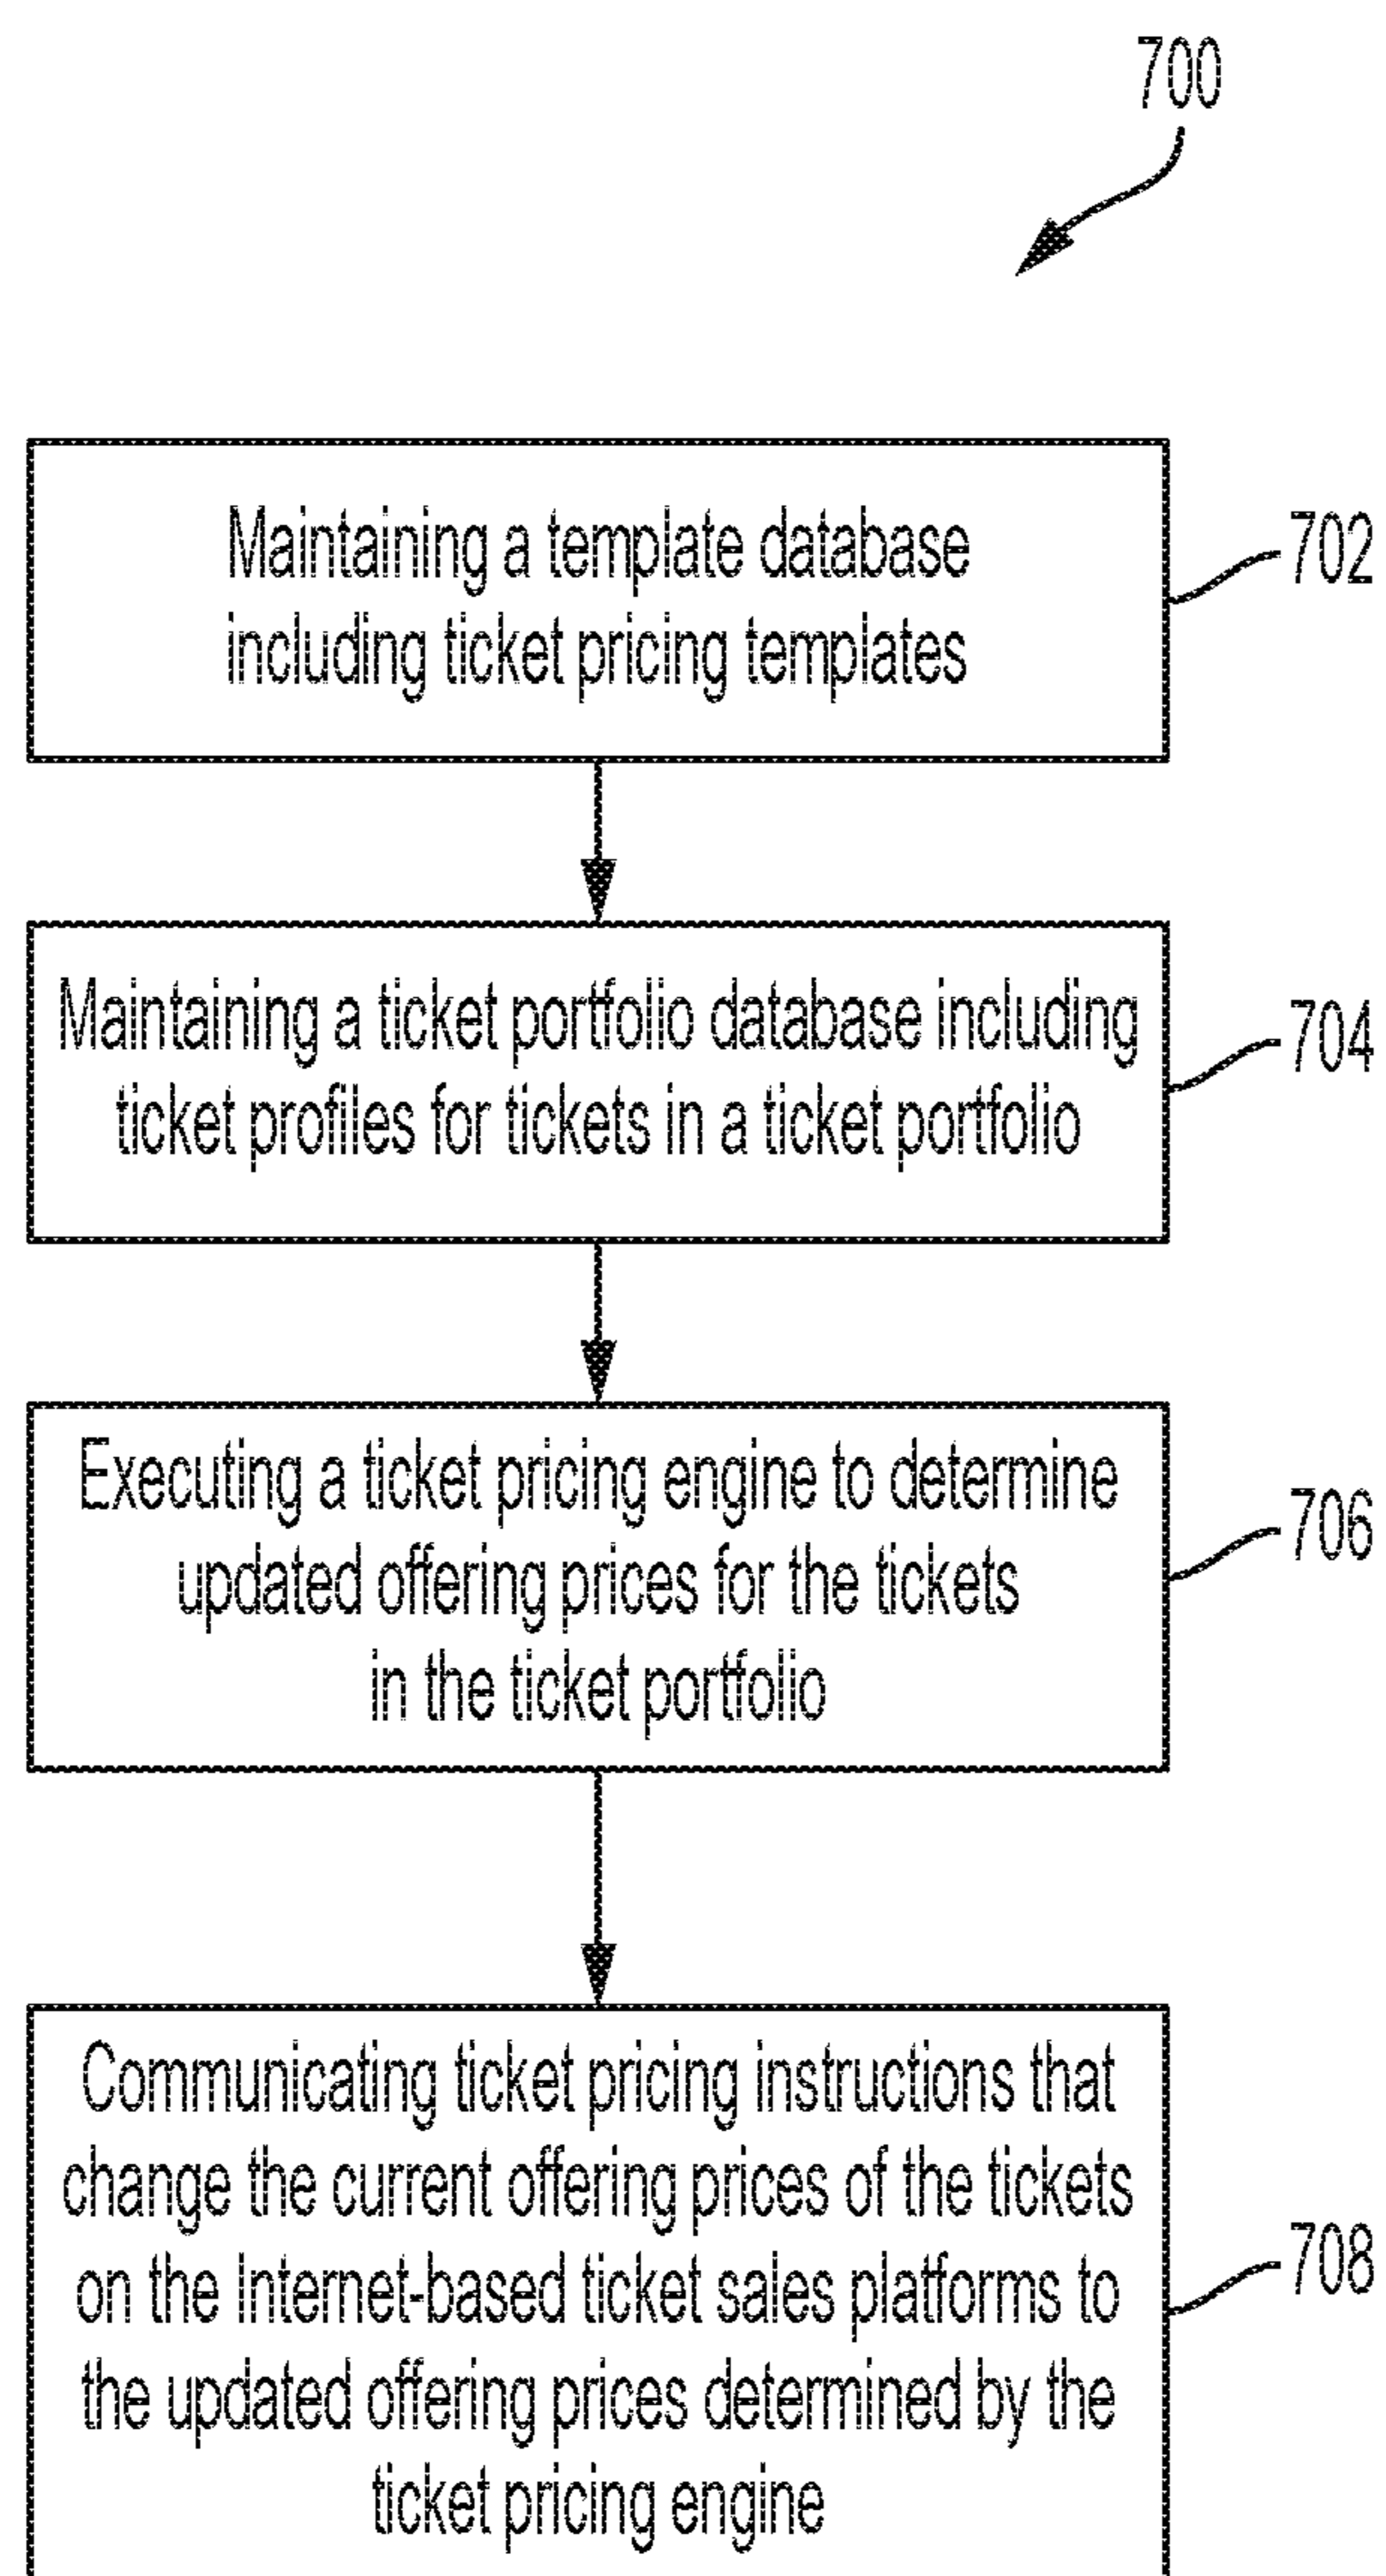 700
Maintaining a template database
including ticket pricing templates
702
Maintaining a ticket portfolio database including
ticket profiles for tickets in a ticket portfolio
704
Executing a ticket pricing engine to determine
updated offering prices for the tickets
in the ticket portfolio
706
Communicating ticket pricing instructions that
change the current offering prices of the tickets
on the Internet-based ticket sales platforms to
the updated offering prices determined by the
ticket pricing engine
708